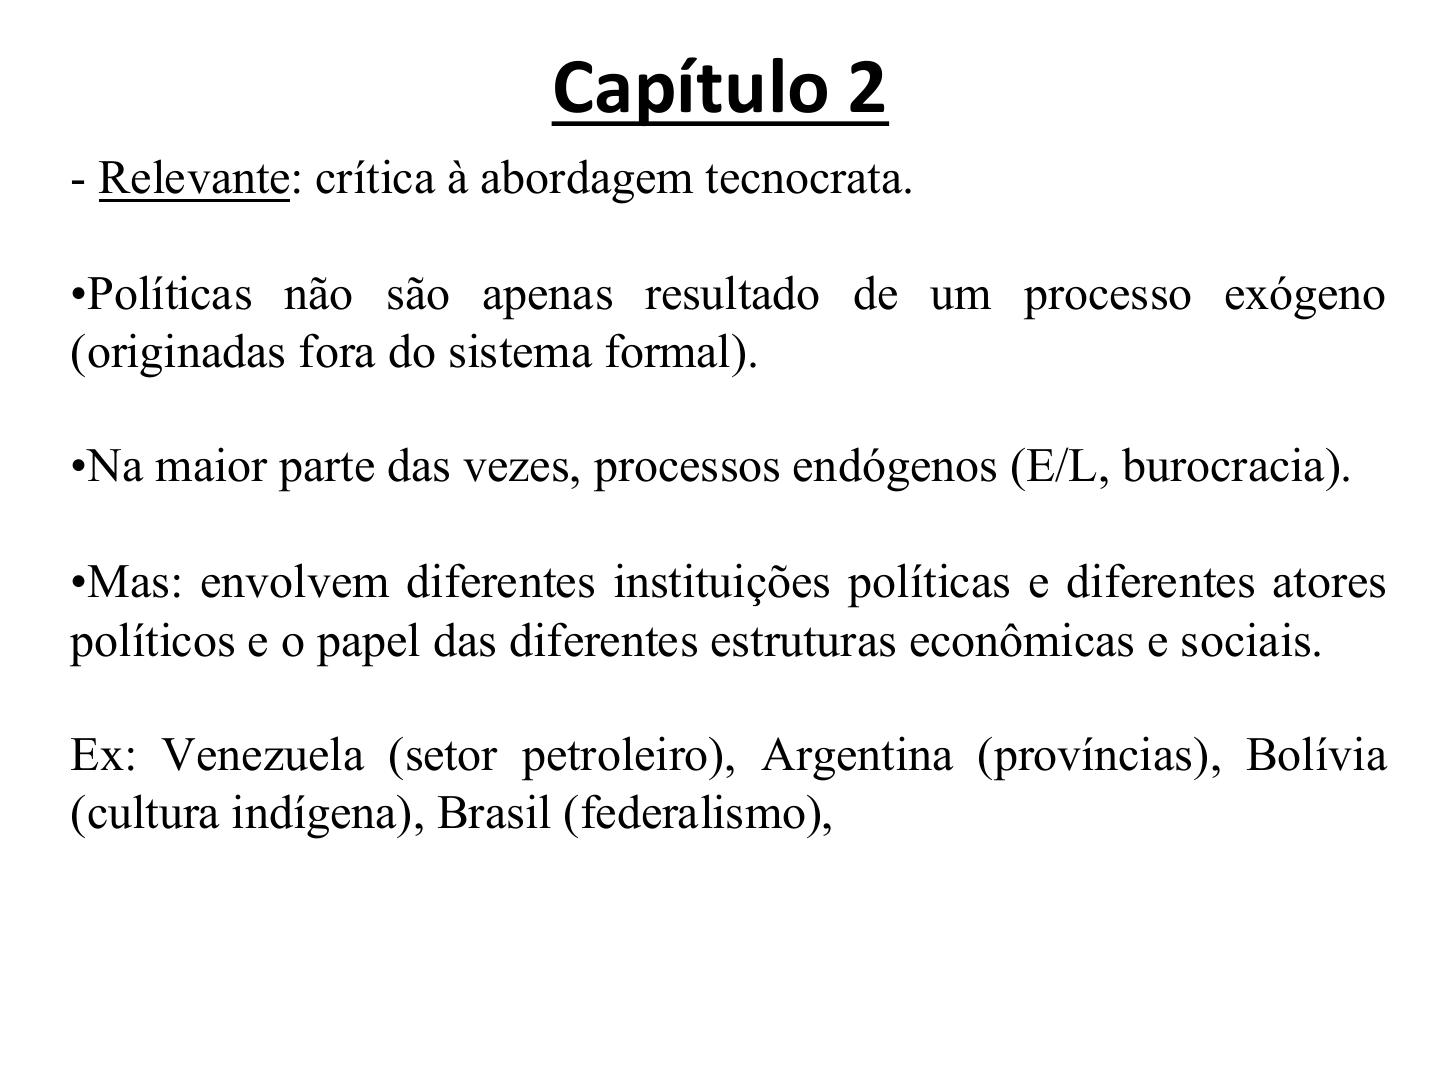 Capítulo 2
- Relevante: crítica à abordagem tecnocrata.
•Políticas não são apenas resultado de um processo exógeno
(originadas fora do sistema formal).
•Na maior parte das vezes, processos endógenos (E/L, burocracia).
•Mas: envolvem diferentes instituições políticas e diferentes atores
políticos e o papel das diferentes estruturas econômicas e sociais.
Ex: Venezuela (setor petroleiro), Argentina (províncias), Bolívia
(cultura indígena), Brasil (federalismo),